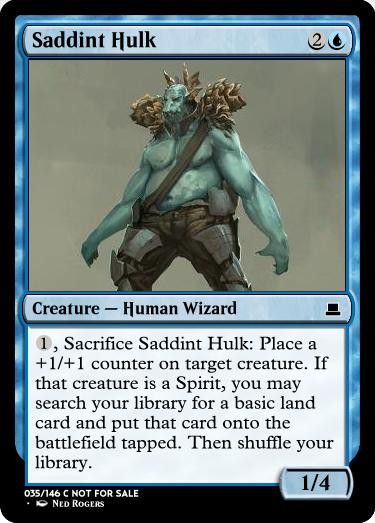 Saddint Hulk 2
Creature — Human Wizard
1, Sacrifice Saddint Hulk: Place a
+1/+1 counter on target creature. If
that creature is a Spirit, you may
search your library for a basic land
card and put that card onto the
battlefield tapped. Then shuffle your
library.
1/4
035/146 C NOT FOR SALE
• Ned Rogers